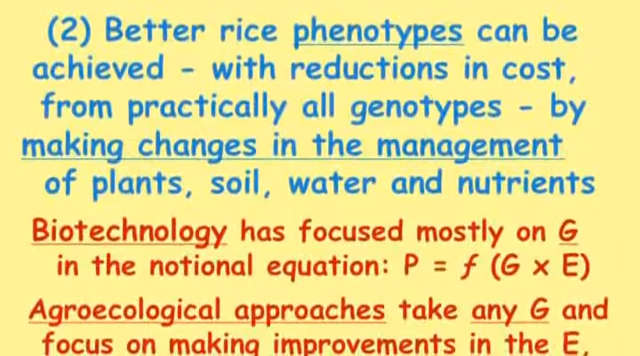 (2) Better rice phenotypes can be
achieved - with reductions in cost,
from practically all genotypes - by
making changes in the management
of plants, soil, water and nutrients
Biotechnology has focused mostly on G
in the notional equation: P = ƒ (G x E)
Agroecological approaches take any G and
focus on making improvements in the E,